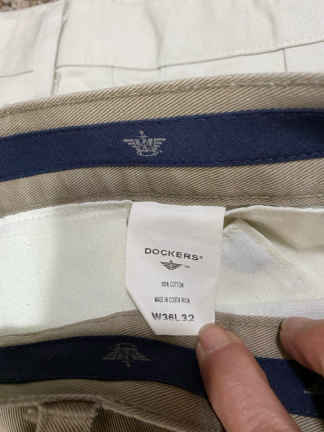 DOCKERS®
100% COTTON
MADE IN COSTA RICA
W36L32